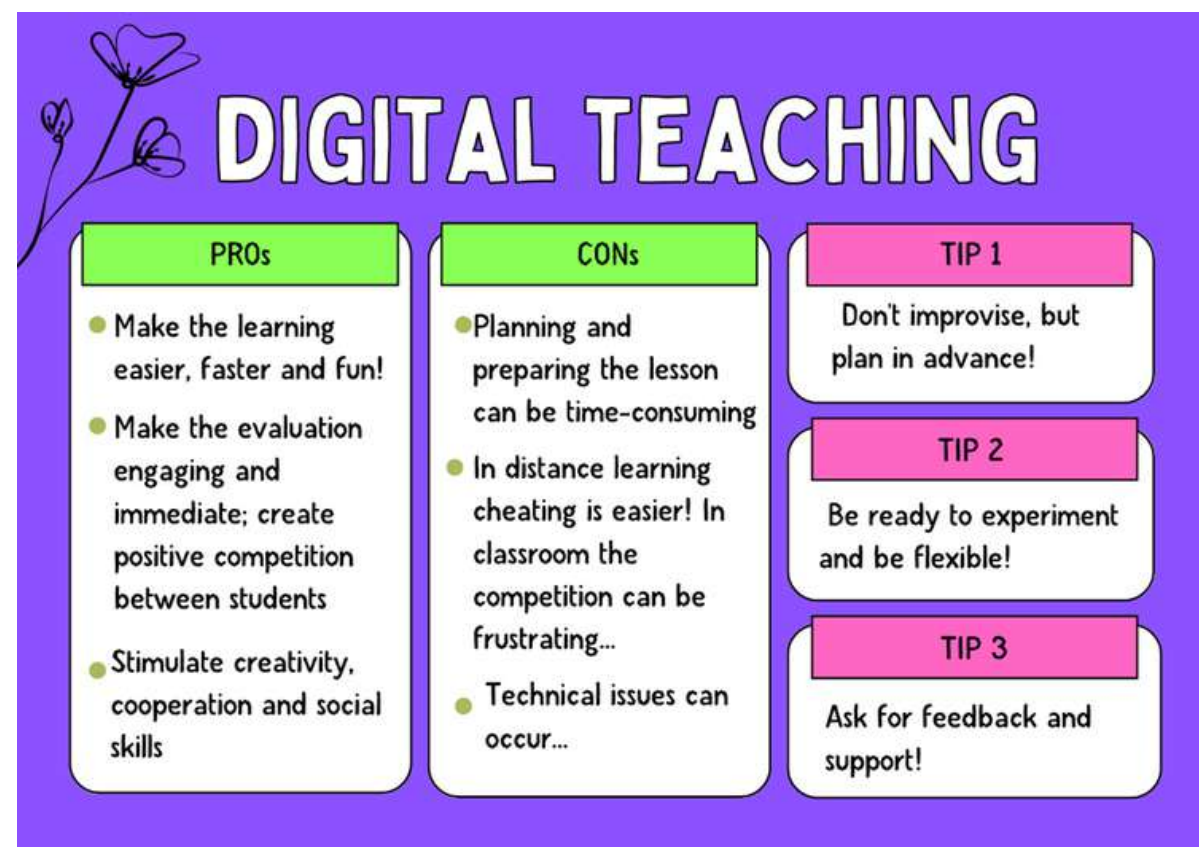 DIGITAL TEACHING
PROs
Make the learning
easier, faster and fun!
Make the evaluation
engaging and
immediate; create
positive competition
between students
Stimulate creativity,
cooperation and social
skills
CONs
Planning and
preparing the lesson
can be time-consuming
In distance learning
cheating is easier! In
classroom the
competition can be
frustrating...
Technical issues can
occur...
TIP 1
Don't improvise, but
plan in advance!
TIP 2
Be ready to experiment
and be flexible!
TIP 3
Ask for feedback and
support!